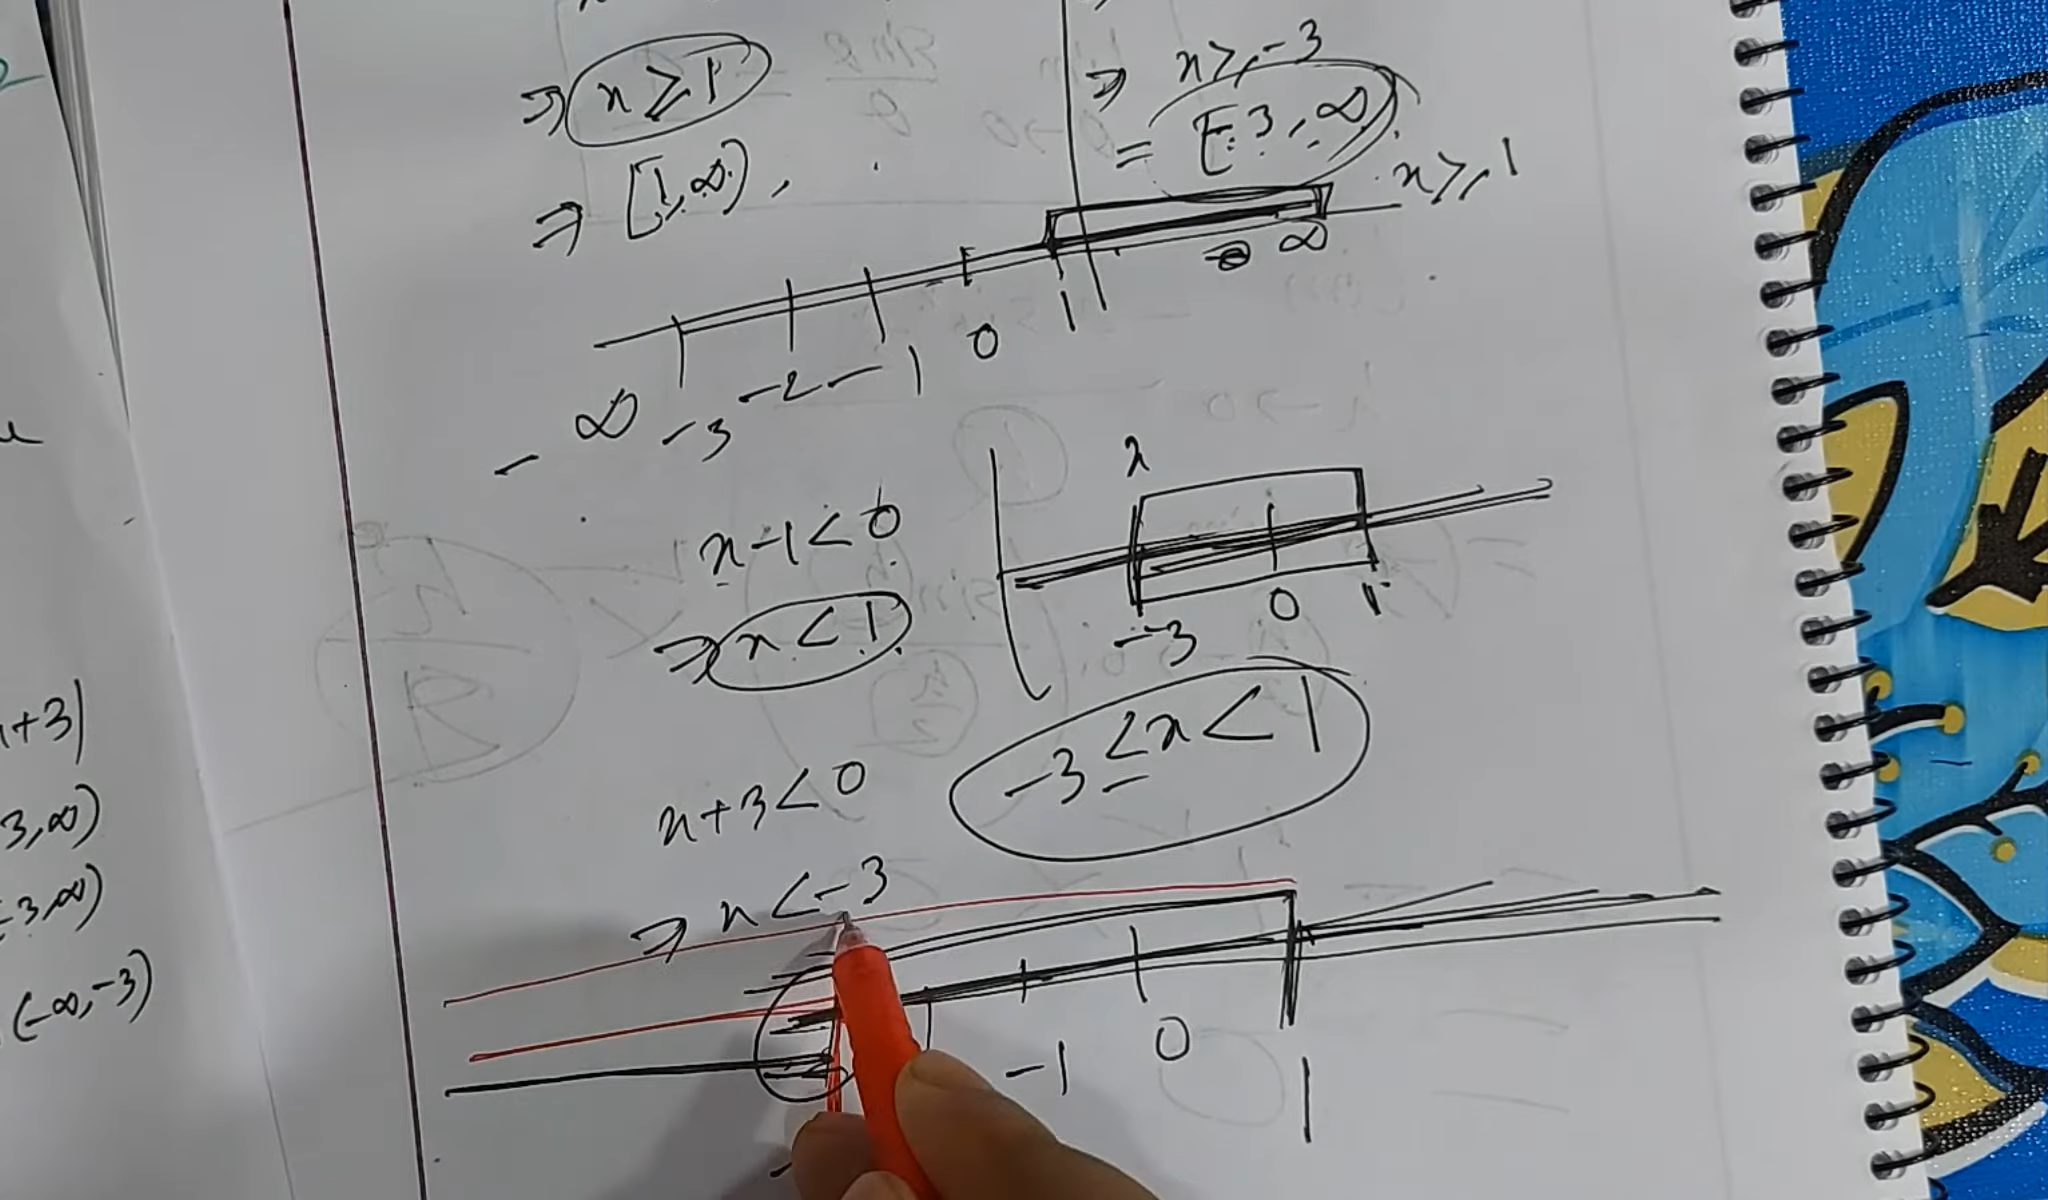 ⇒ x ≥ 1
⇒ [1, ∞),
⇒ x ≥ -3
= [-3, ∞)
x ≥ 1
-∞ -3 -2 -1 0 1 ∞
x-1 < 0
⇒ x < 1
x
-3 0 1
-3 ≤ x < 1
x+3 < 0
⇒ x < -3
-1 0 1
+3|
3, ∞)
-3, ∞)
(-∞, -3)